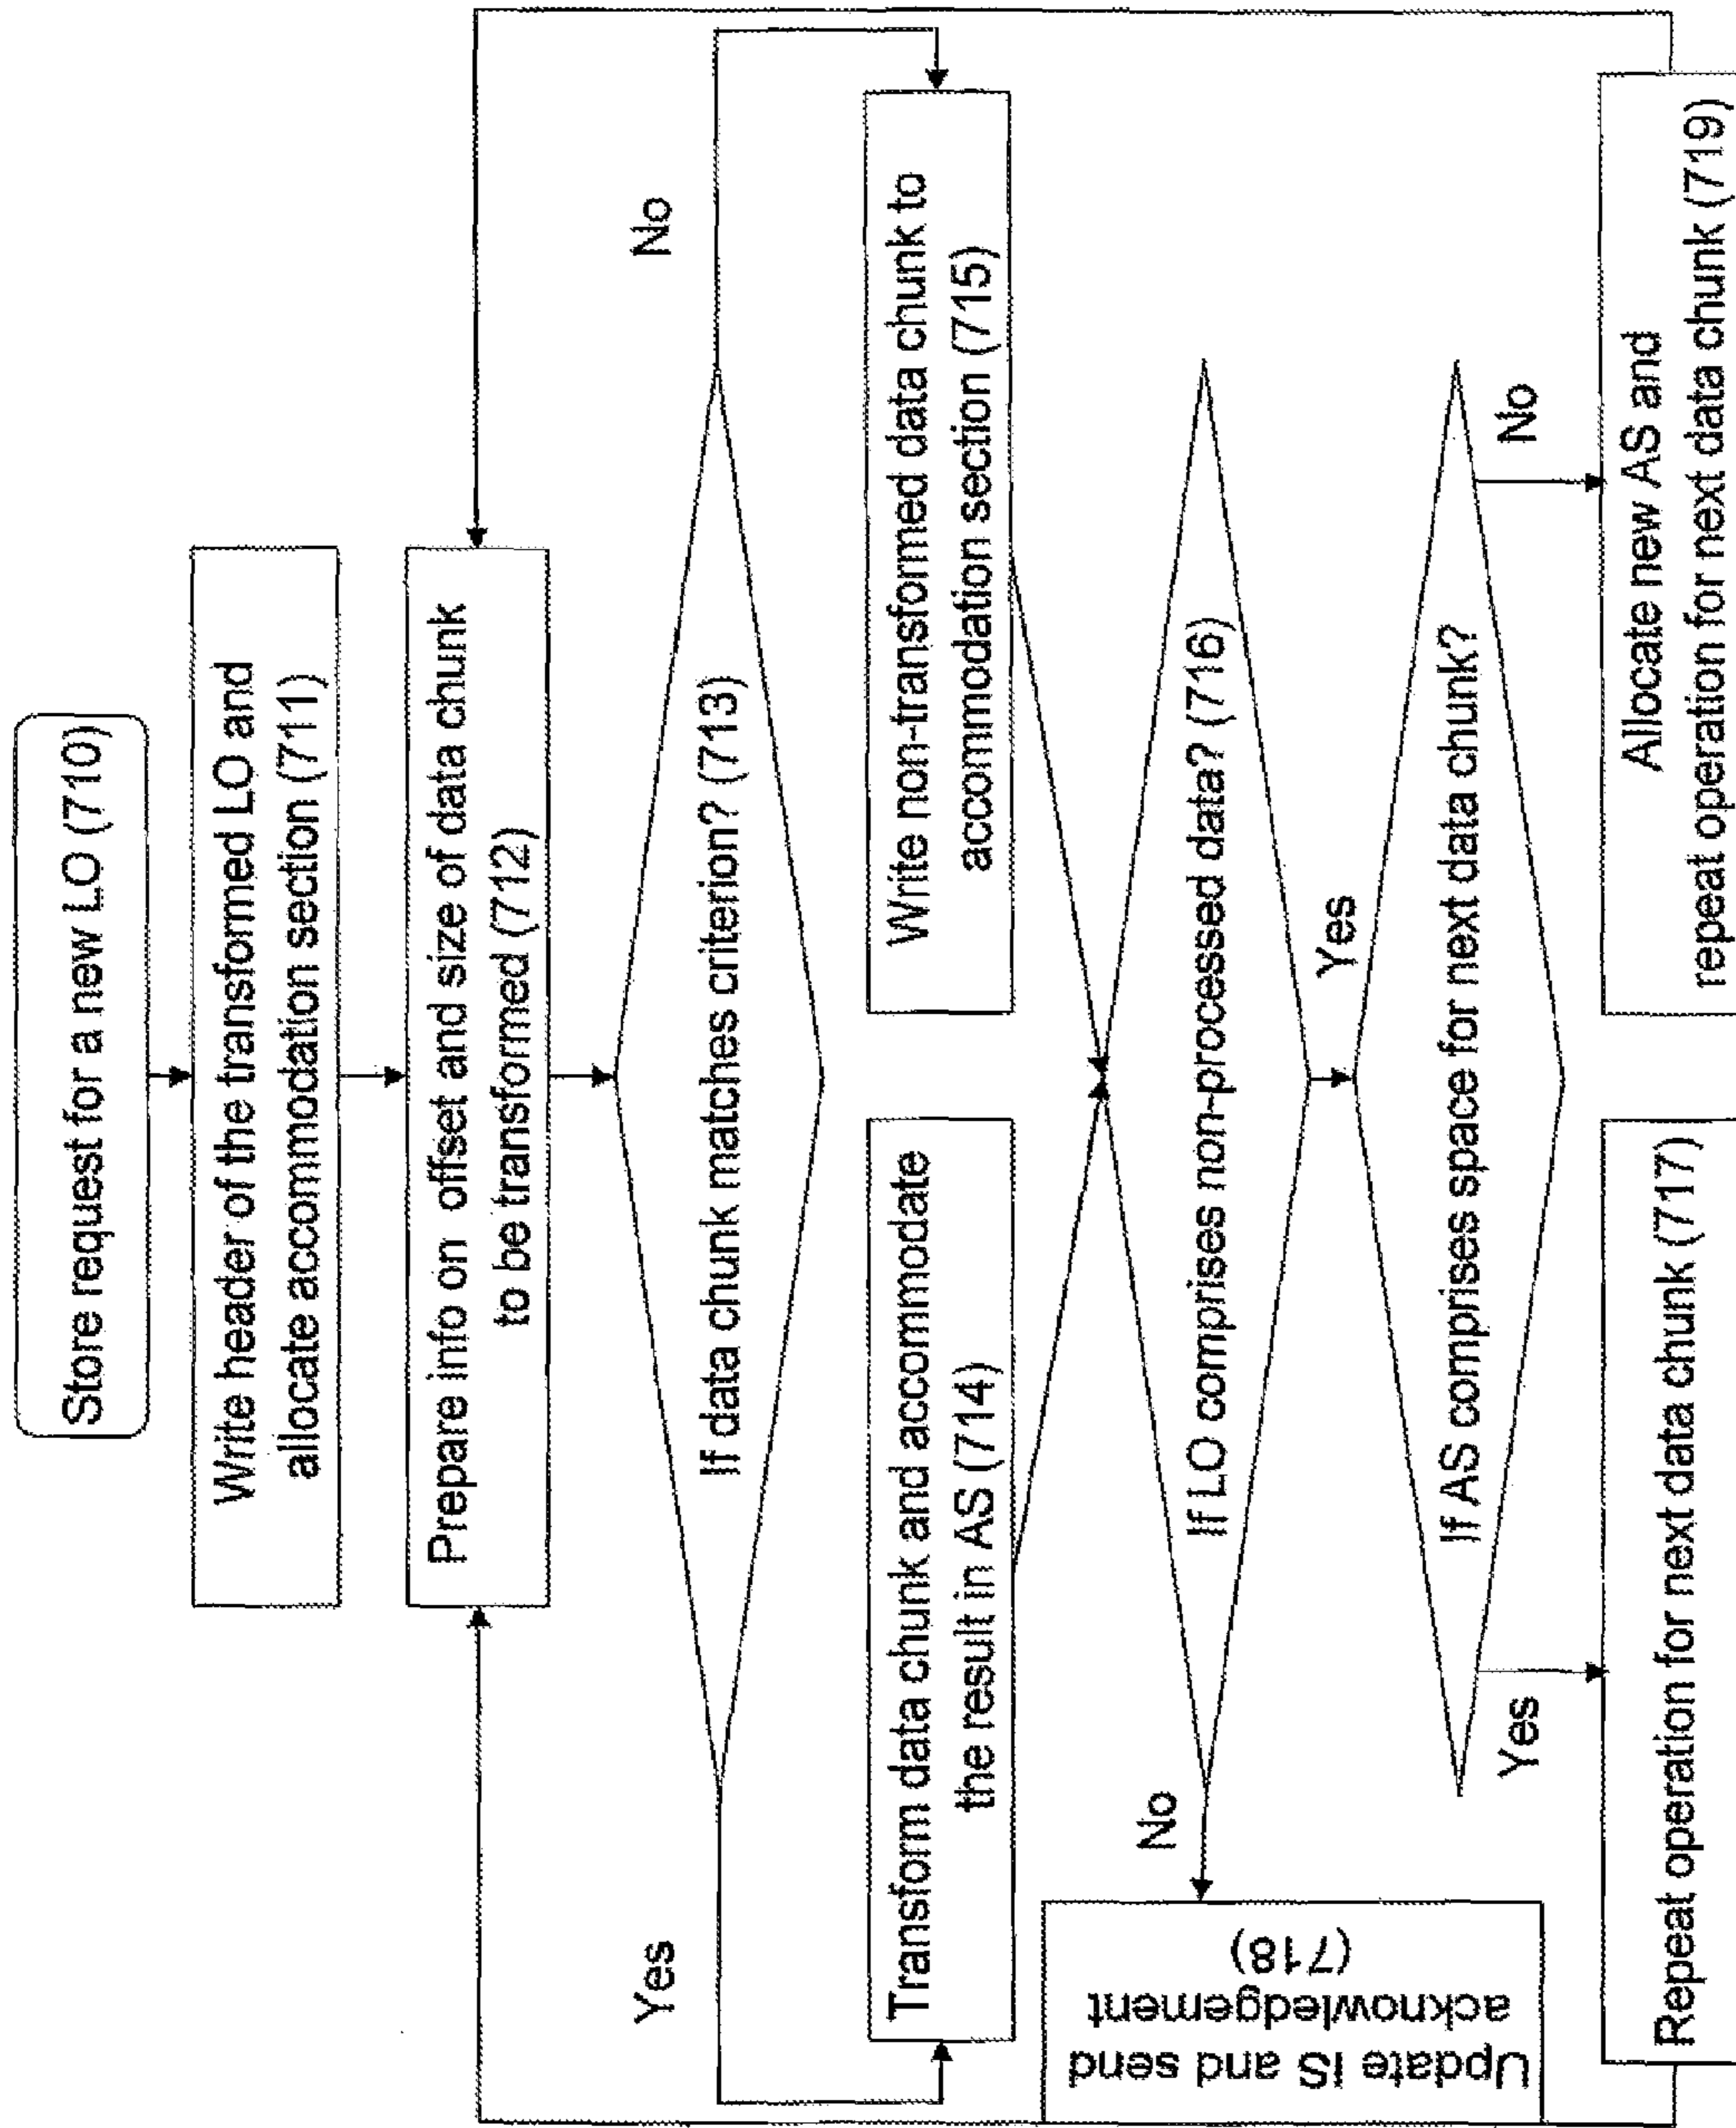 Store request for a new LO (710)
Write header of the transformed LO and
allocate accommodation section (711)
Prepare info on offset and size of data chunk
to be transformed (712)
If data chunk matches criterion? (713)
Yes
No
Transform data chunk and accommodate
the result in AS (714)
Write non-transformed data chunk to
accommodation section (715)
If LO comprises non-processed data? (716)
No
Yes
Update IS and send
acknowledgement
(718)
If AS comprises space for next data chunk?
Yes
No
Repeat operation for next data chunk (717)
Allocate new AS and
repeat operation for next data chunk (719)